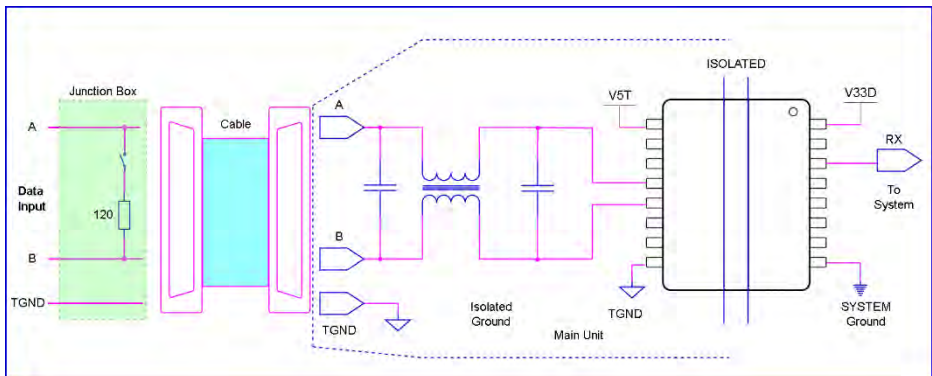 ISOLATED
Junction Box
V5T
V33D
A
Cable
A
RX
Data
Input
120
To
System
B
B
TGND
TGND
Isolated
Ground
TGND
SYSTEM
Ground
Main Unit